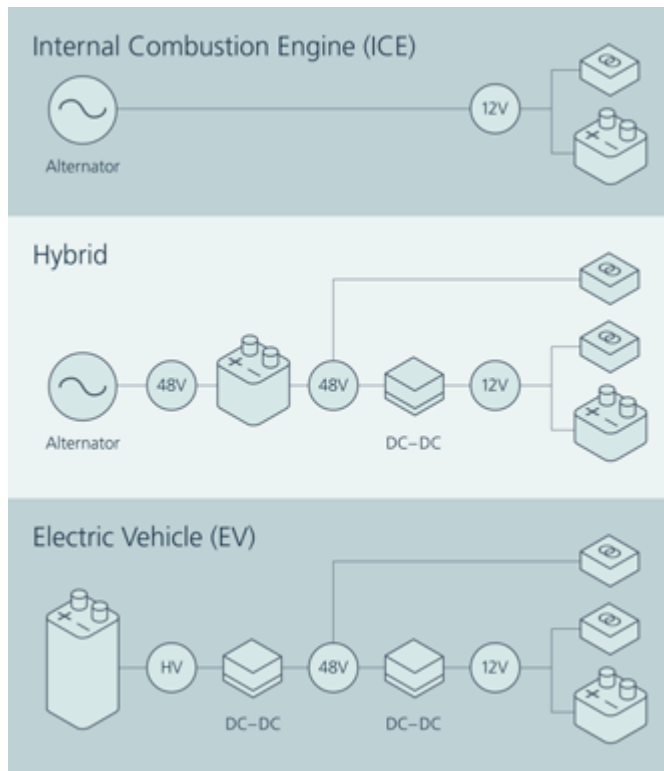 Internal Combustion Engine (ICE)
12V
+ −
Alternator
Hybrid
+ −
48V
48V
12V
+ −
Alternator
DC–DC
Electric Vehicle (EV)
+ −
HV
48V
12V
+ −
DC–DC
DC–DC